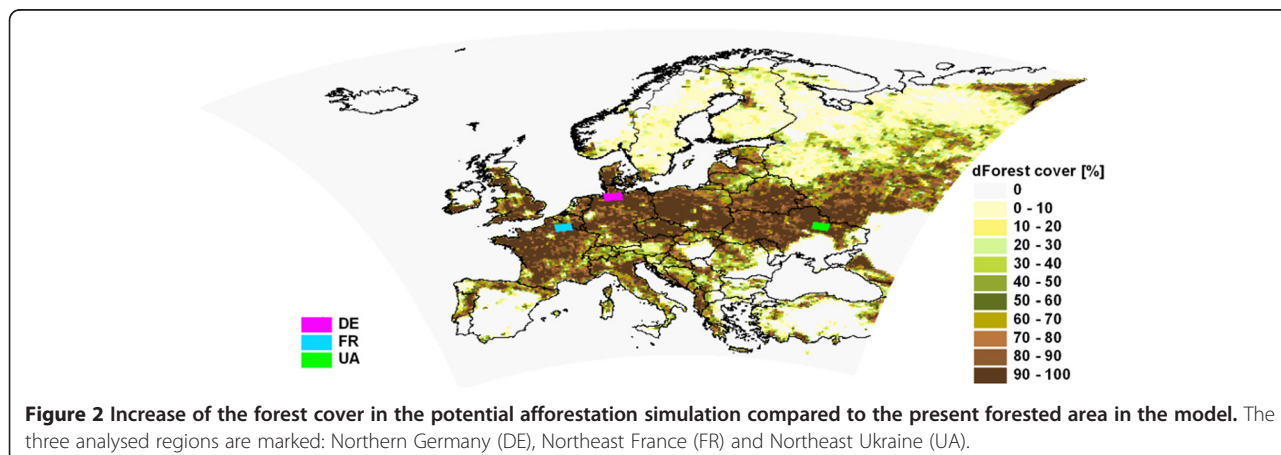 dForest cover [%]
0
0 - 10
10 - 20
20 - 30
30 - 40
40 - 50
50 - 60
60 - 70
70 - 80
80 - 90
90 - 100
DE
FR
UA
Figure 2 Increase of the forest cover in the potential afforestation simulation compared to the present forested area in the model. The
three analysed regions are marked: Northern Germany (DE), Northeast France (FR) and Northeast Ukraine (UA).